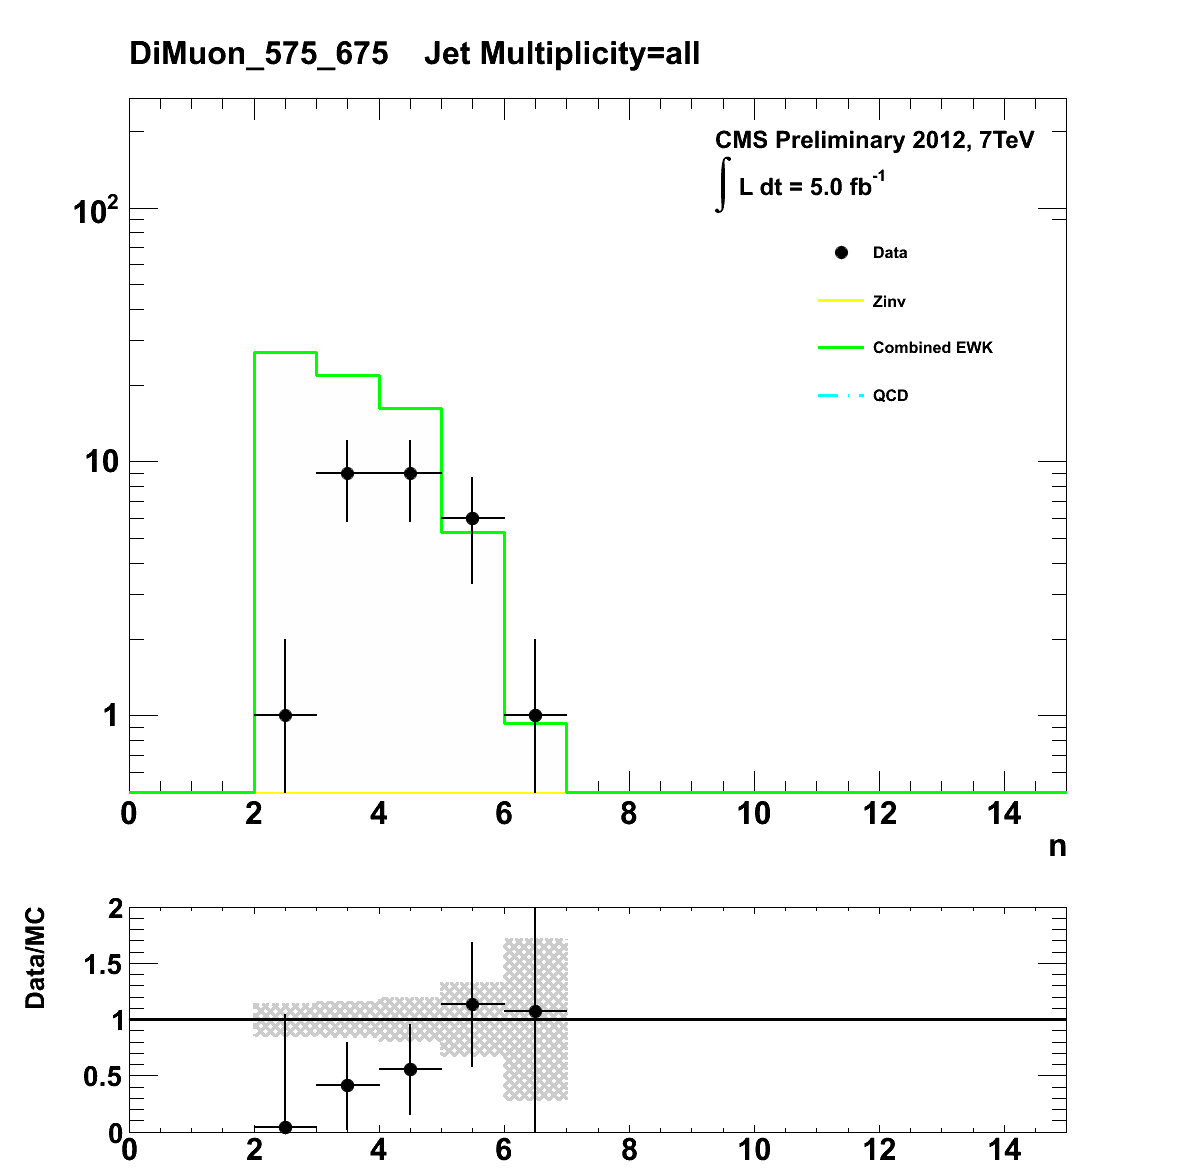 DiMuon_575_675 Jet Multiplicity=all
CMS Preliminary 2012, 7TeV
∫ L dt = 5.0 fb⁻¹
Data
Zinv
Combined EWK
QCD
10²
10
1
0 2 4 6 8 10 12 14
n
Data/MC
2
1.5
1
0.5
0
0 2 4 6 8 10 12 14